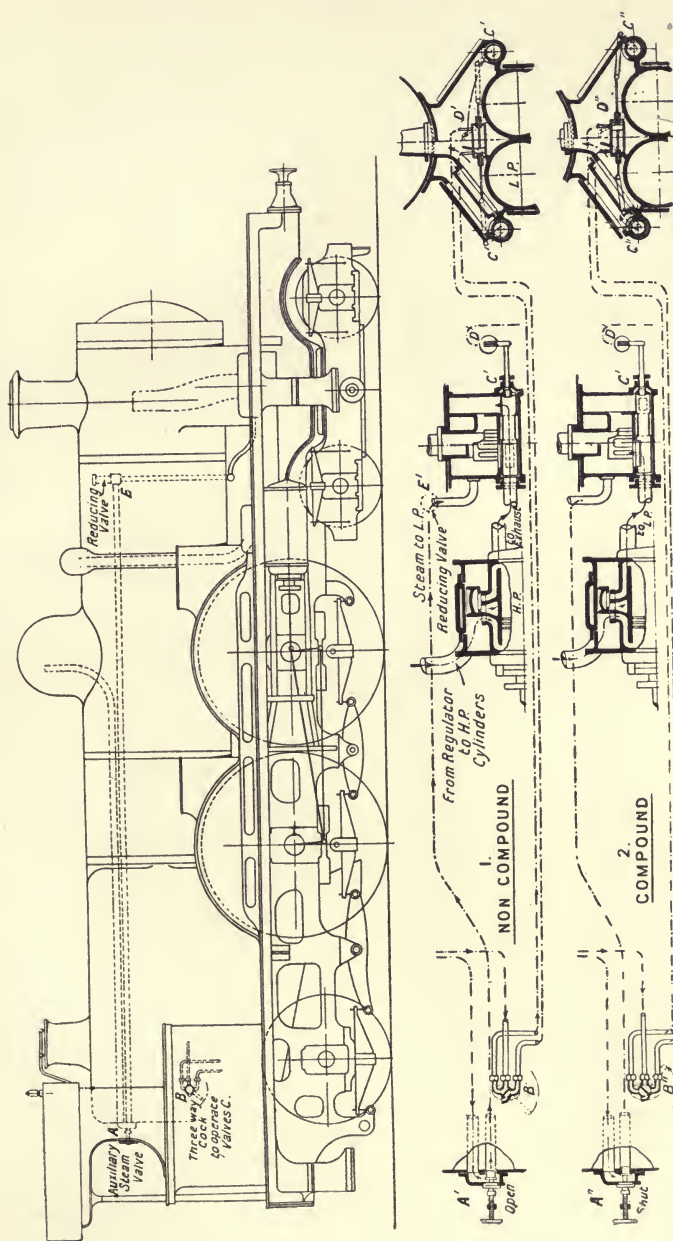 Reducing
Valve
E
A
Auxiliary
Steam
Valve
B
Three way
Cock
to operate
Valves C.
Steam to L.P.
Reducing Valve
E'
From Regulator
to H.P.
Cylinders
H.P.
to
exhaust
C'
D'
C'
D'
C'
L.P.
1.
NON COMPOUND
A'
Open
B'
to L.P.
C'
D'
C"
D"
C"
2.
COMPOUND
A"
Shut
B"